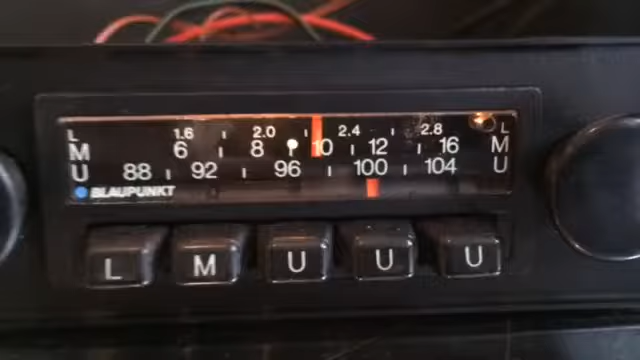 L 1.6 2.0 2.4 2.8 L
M 6 8 10 12 16 M
U 88 92 96 100 104 U
BLAUPUNKT
L M U U U